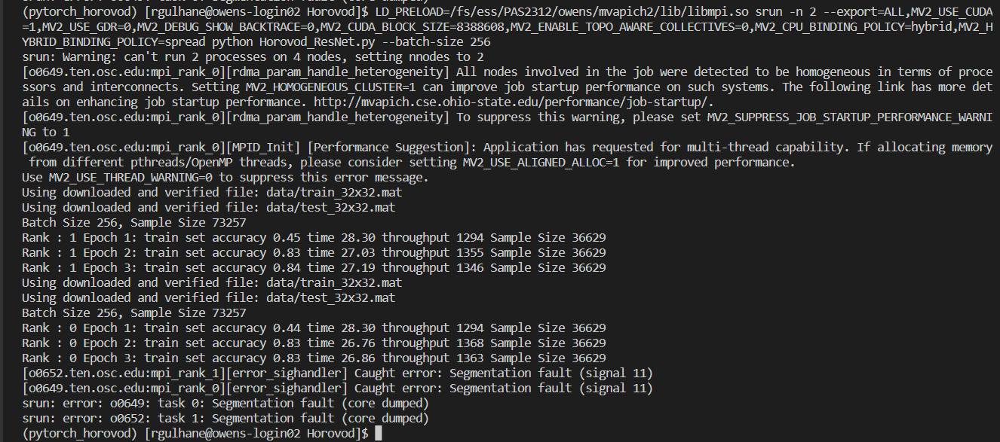 srun: error: o0649: task 0: Segmentation fault (core dumped)
(pytorch_horovod) [rgulhane@owens-login02 Horovod]$ LD_PRELOAD=/fs/ess/PAS2312/owens/mvapich2/lib/libmpi.so srun -n 2 --export=ALL,MV2_USE_CUDA
=1,MV2_USE_GDR=0,MV2_DEBUG_SHOW_BACKTRACE=0,MV2_CUDA_BLOCK_SIZE=8388608,MV2_ENABLE_TOPO_AWARE_COLLECTIVES=0,MV2_CPU_BINDING_POLICY=hybrid,MV2_H
YBRID_BINDING_POLICY=spread python Horovod_ResNet.py --batch-size 256
srun: Warning: can't run 2 processes on 4 nodes, setting nnodes to 2
[o0649.ten.osc.edu:mpi_rank_0][rdma_param_handle_heterogeneity] All nodes involved in the job were detected to be homogeneous in terms of proce
ssors and interconnects. Setting MV2_HOMOGENEOUS_CLUSTER=1 can improve job startup performance on such systems. The following link has more det
ails on enhancing job startup performance. http://mvapich.cse.ohio-state.edu/performance/job-startup/.
[o0649.ten.osc.edu:mpi_rank_0][rdma_param_handle_heterogeneity] To suppress this warning, please set MV2_SUPPRESS_JOB_STARTUP_PERFORMANCE_WARNI
NG to 1
[o0649.ten.osc.edu:mpi_rank_0][MPID_Init] [Performance Suggestion]: Application has requested for multi-thread capability. If allocating memory
 from different pthreads/OpenMP threads, please consider setting MV2_USE_ALIGNED_ALLOC=1 for improved performance.
Use MV2_USE_THREAD_WARNING=0 to suppress this error message.
Using downloaded and verified file: data/train_32x32.mat
Using downloaded and verified file: data/test_32x32.mat
Batch Size 256, Sample Size 73257
Rank : 1 Epoch 1: train set accuracy 0.45 time 28.30 throughput 1294 Sample Size 36629
Rank : 1 Epoch 2: train set accuracy 0.83 time 27.03 throughput 1355 Sample Size 36629
Rank : 1 Epoch 3: train set accuracy 0.84 time 27.19 throughput 1346 Sample Size 36629
Using downloaded and verified file: data/train_32x32.mat
Using downloaded and verified file: data/test_32x32.mat
Batch Size 256, Sample Size 73257
Rank : 0 Epoch 1: train set accuracy 0.44 time 28.30 throughput 1294 Sample Size 36629
Rank : 0 Epoch 2: train set accuracy 0.83 time 26.76 throughput 1368 Sample Size 36629
Rank : 0 Epoch 3: train set accuracy 0.83 time 26.86 throughput 1363 Sample Size 36629
[o0652.ten.osc.edu:mpi_rank_1][error_sighandler] Caught error: Segmentation fault (signal 11)
[o0649.ten.osc.edu:mpi_rank_0][error_sighandler] Caught error: Segmentation fault (signal 11)
srun: error: o0649: task 0: Segmentation fault (core dumped)
srun: error: o0652: task 1: Segmentation fault (core dumped)
(pytorch_horovod) [rgulhane@owens-login02 Horovod]$